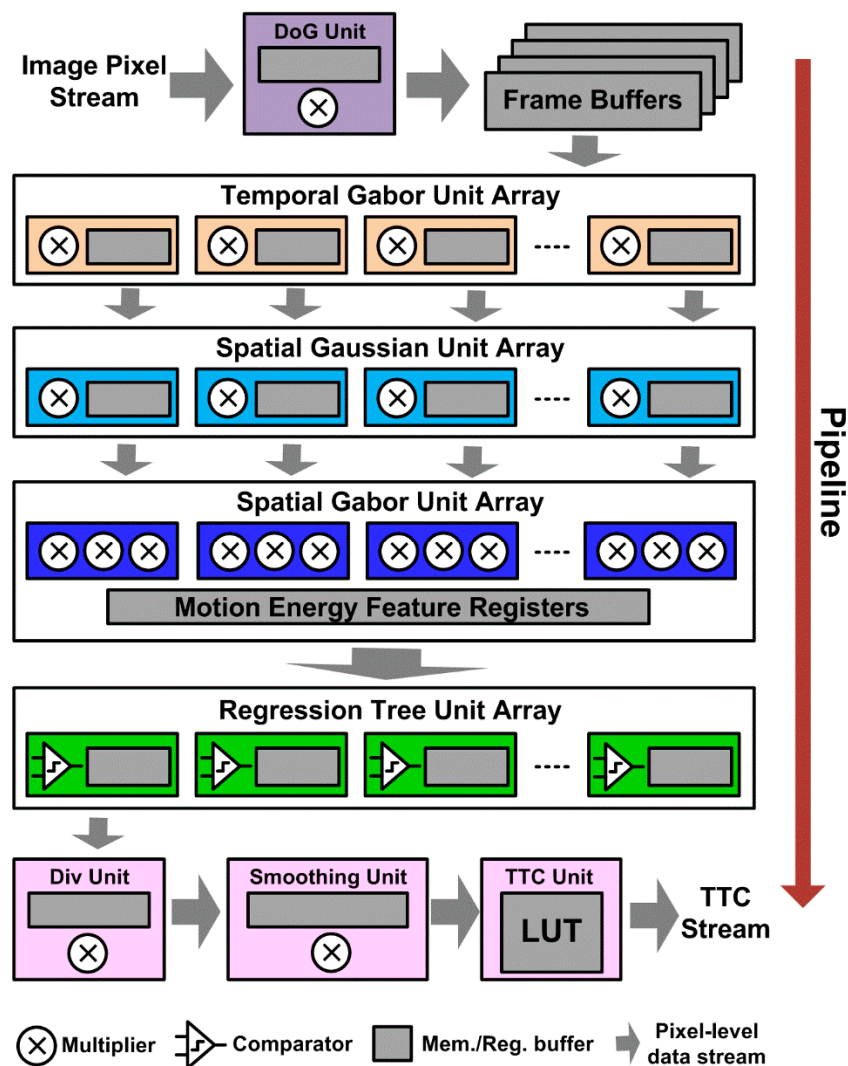 DoG Unit
Image Pixel
Stream
Frame Buffers
Temporal Gabor Unit Array
Spatial Gaussian Unit Array
Spatial Gabor Unit Array
Motion Energy Feature Registers
Regression Tree Unit Array
Div Unit
Smoothing Unit
TTC Unit
LUT
TTC
Stream
Pipeline
Multiplier
Comparator
Mem./Reg. buffer
Pixel-level
data stream